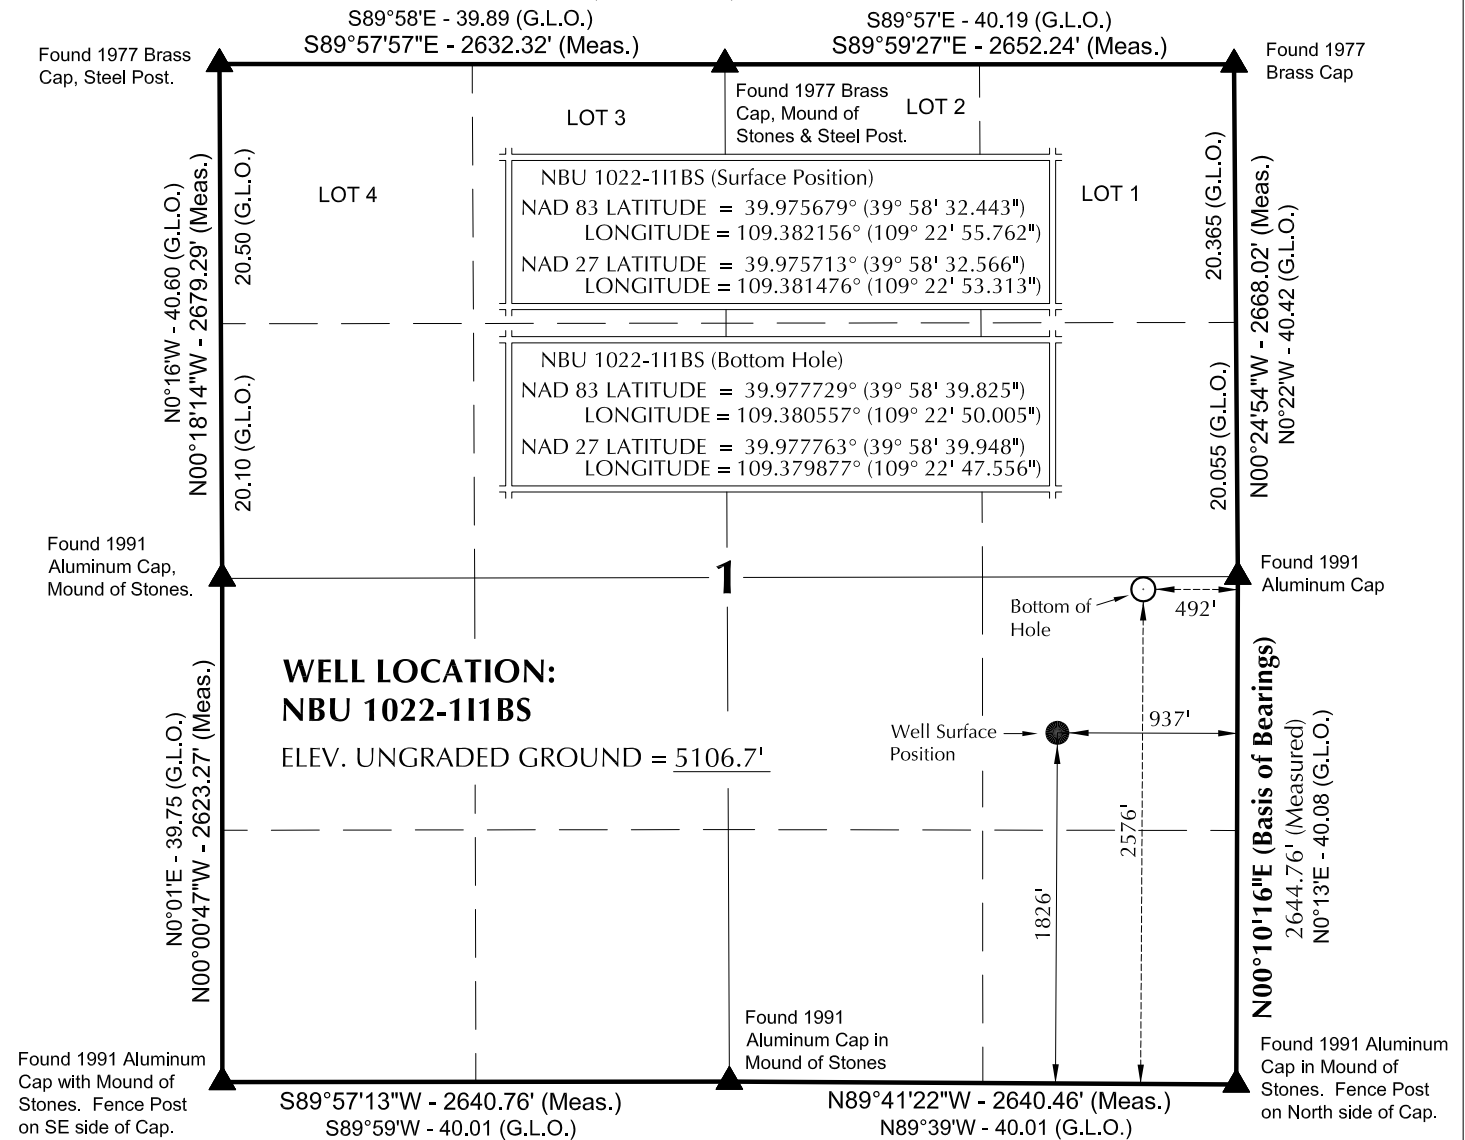 S89°58'E - 39.89 (G.L.O.)
S89°57'57"E - 2632.32' (Meas.)
S89°57'E - 40.19 (G.L.O.)
S89°59'27"E - 2652.24' (Meas.)
Found 1977 Brass
Cap, Steel Post.
Found 1977
Brass Cap
Found 1977 Brass
Cap, Mound of
Stones & Steel Post.
LOT 3
LOT 2
LOT 4
LOT 1
N0°16'W - 40.60 (G.L.O.)
N00°18'14"W - 2679.29' (Meas.)
20.50 (G.L.O.)
20.10 (G.L.O.)
20.365 (G.L.O.)
20.055 (G.L.O.)
N00°24'54"W - 2668.02' (Meas.)
N0°22'W - 40.42 (G.L.O.)
NBU 1022-1I1BS (Surface Position)
NAD 83 LATITUDE = 39.975679° (39° 58' 32.443")
LONGITUDE = 109.382156° (109° 22' 55.762")
NAD 27 LATITUDE = 39.975713° (39° 58' 32.566")
LONGITUDE = 109.381476° (109° 22' 53.313")
NBU 1022-1I1BS (Bottom Hole)
NAD 83 LATITUDE = 39.977729° (39° 58' 39.825")
LONGITUDE = 109.380557° (109° 22' 50.005")
NAD 27 LATITUDE = 39.977763° (39° 58' 39.948")
LONGITUDE = 109.379877° (109° 22' 47.556")
Found 1991
Aluminum Cap,
Mound of Stones.
1
Found 1991
Aluminum Cap
Bottom of
Hole
492'
WELL LOCATION:
NBU 1022-1I1BS
ELEV. UNGRADED GROUND = 5106.7'
Well Surface
Position
937'
2576'
1826'
N0°01'E - 39.75 (G.L.O.)
N00°00'47"W - 2623.27' (Meas.)
N00°10'16"E (Basis of Bearings)
2644.76' (Measured)
N0°13'E - 40.08 (G.L.O.)
Found 1991
Aluminum Cap in
Mound of Stones
Found 1991 Aluminum
Cap with Mound of
Stones. Fence Post
on SE side of Cap.
Found 1991 Aluminum
Cap in Mound of
Stones. Fence Post
on North side of Cap.
S89°57'13"W - 2640.76' (Meas.)
S89°59'W - 40.01 (G.L.O.)
N89°41'22"W - 2640.46' (Meas.)
N89°39'W - 40.01 (G.L.O.)